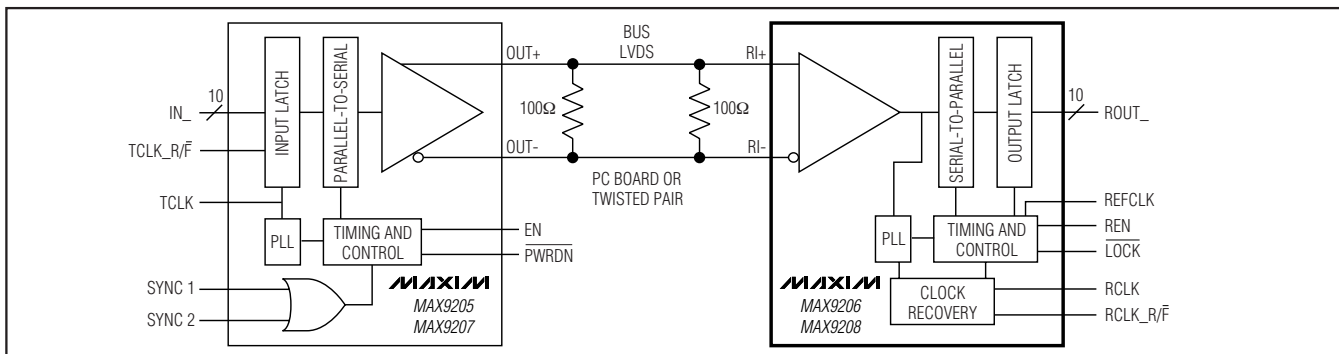 IN_
10
TCLK_R/F̅
TCLK
SYNC 1
SYNC 2
INPUT LATCH
PARALLEL-TO-SERIAL
PLL
TIMING AND
CONTROL
EN
P̅W̅R̅D̅N̅
MAXIM
MAX9205
MAX9207
OUT+
OUT-
BUS
LVDS
100Ω
100Ω
PC BOARD OR
TWISTED PAIR
RI+
RI-
SERIAL-TO-PARALLEL
OUTPUT LATCH
PLL
TIMING AND
CONTROL
CLOCK
RECOVERY
MAXIM
MAX9206
MAX9208
10
ROUT_
REFCLK
REN
L̅O̅C̅K̅
RCLK
RCLK_R/F̅